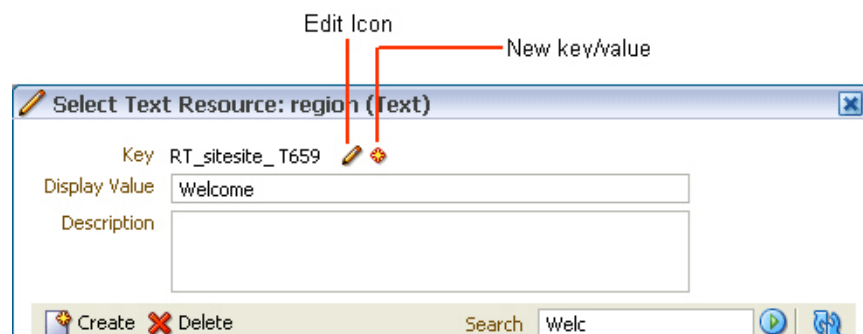 Edit Icon
New key/value
Select Text Resource: region (Text)
Key RT_sitesite_ T659
Display Value Welcome
Description
Create Delete Search Welc